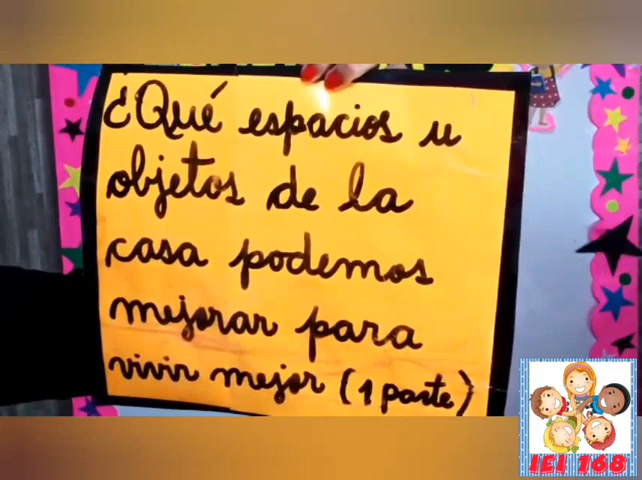 ¿Qué espacios u
objetos de la
casa podemos
mejorar para
vivir mejor (1 parte)
IEI 168